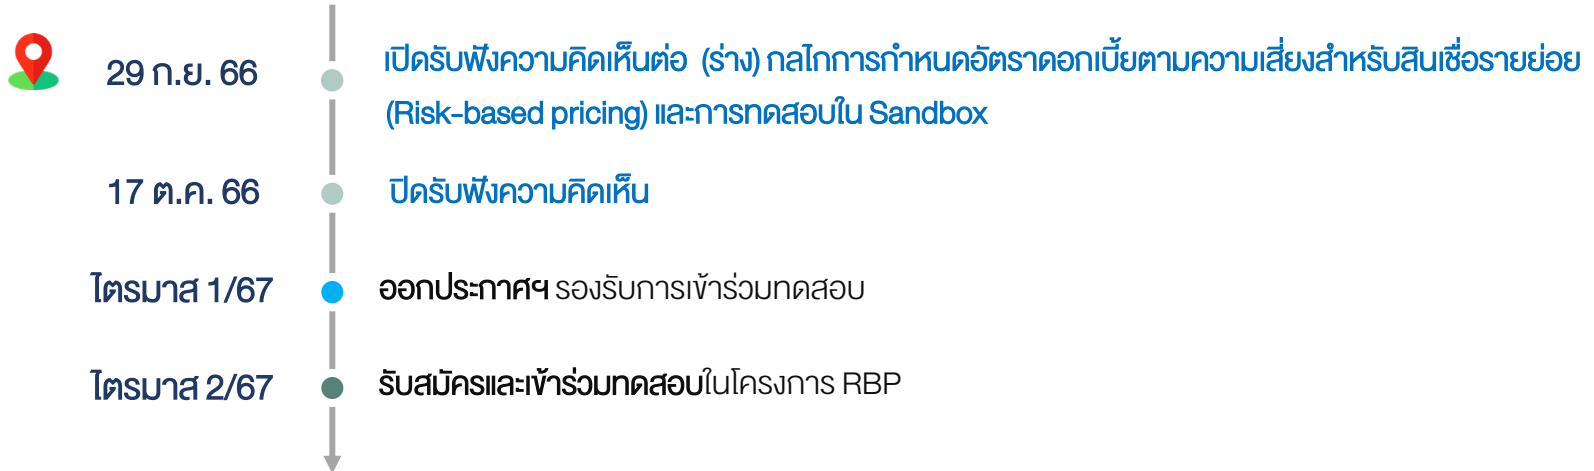 29 ก.ย. 66
เปิดรับฟังความคิดเห็นต่อ (ร่าง) กลไกการกำหนดอัตราดอกเบี้ยตามความเสี่ยงสำหรับสินเชื่อรายย่อย
(Risk-based pricing) และการทดสอบใน Sandbox
17 ต.ค. 66
ปิดรับฟังความคิดเห็น
ไตรมาส 1/67
ออกประกาศฯ รองรับการเข้าร่วมทดสอบ
ไตรมาส 2/67
รับสมัครและเข้าร่วมทดสอบในโครงการ RBP